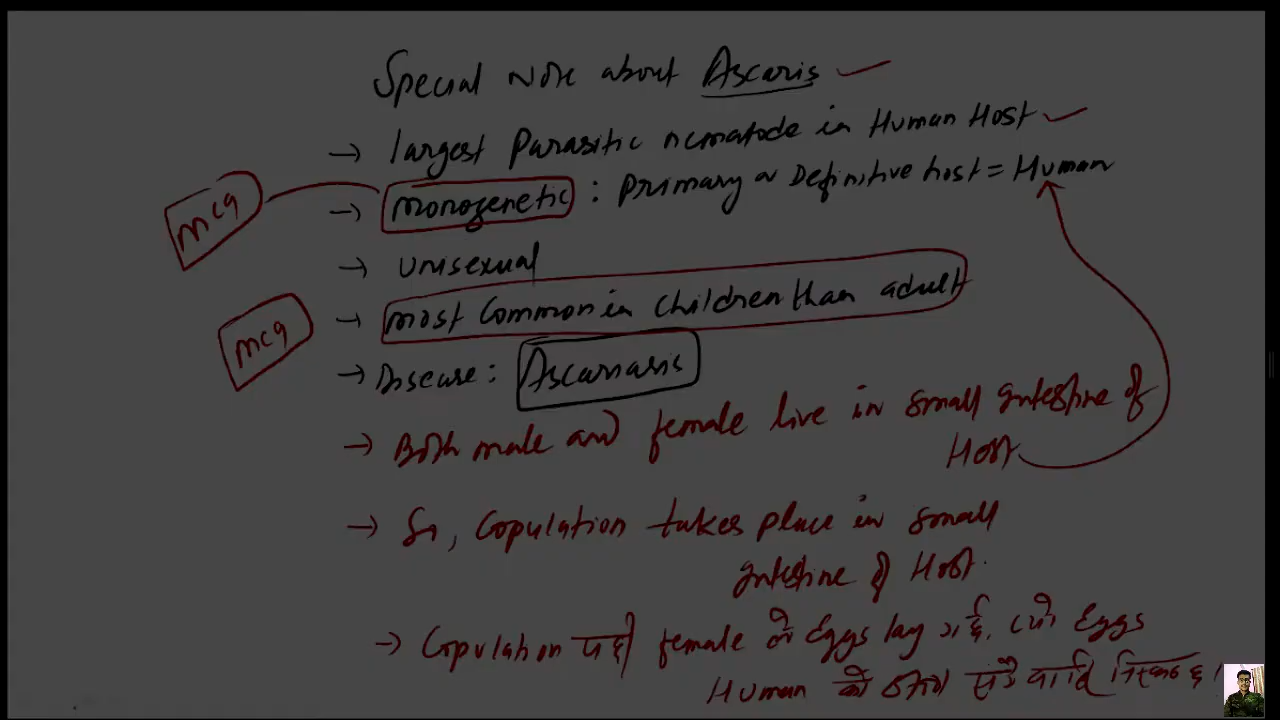 Special Note about Ascaris
→ largest Parasitic nematode in Human Host
mcq
→ monogenetic : Primary or Definitive host = Human
→ Unisexual
mcq
→ most Common in children than adult
→ Disease : Ascariasis
→ Both male and female live in small intestine of
Host
→ So, Copulation takes place in small
intestine of Host.
→ Copulation female ले Eggs lay Eggs
Human को